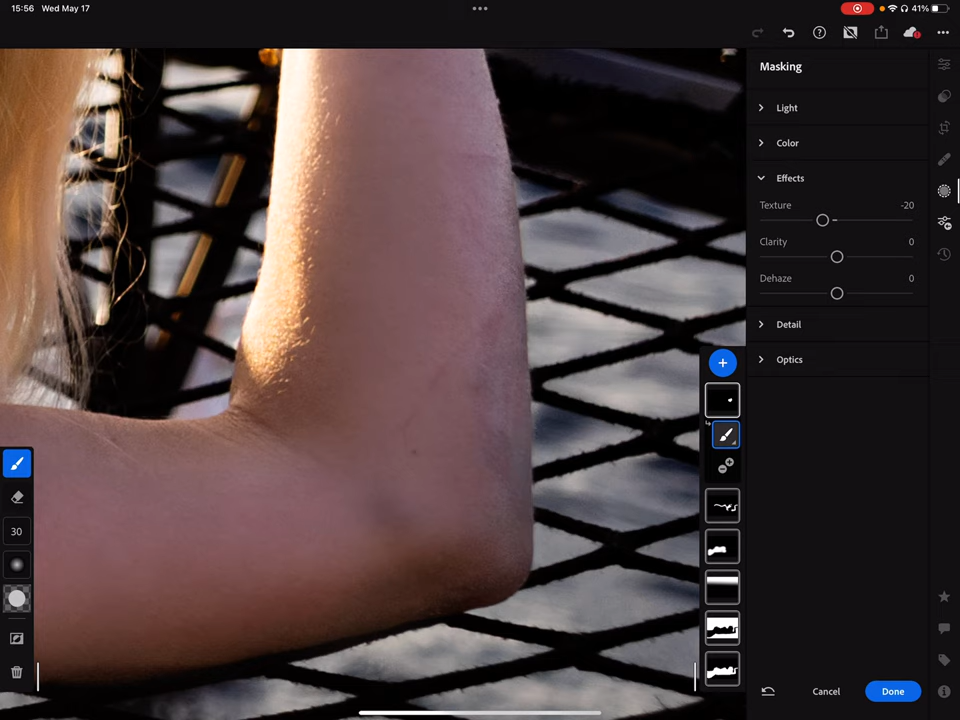 15:56 Wed May 17
41%
Masking
Light
Color
Effects
Texture -20
Clarity 0
Dehaze 0
Detail
Optics
30
Cancel Done